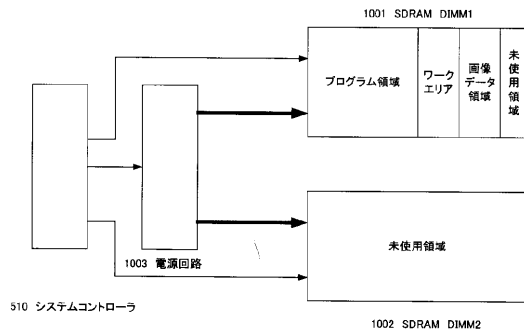 1001 SDRAM DIMM1
プログラム領域
ワーク
エリア
画像
データ
領域
未使用領域
未使用領域
1003 電源回路
510 システムコントローラ
1002 SDRAM DIMM2